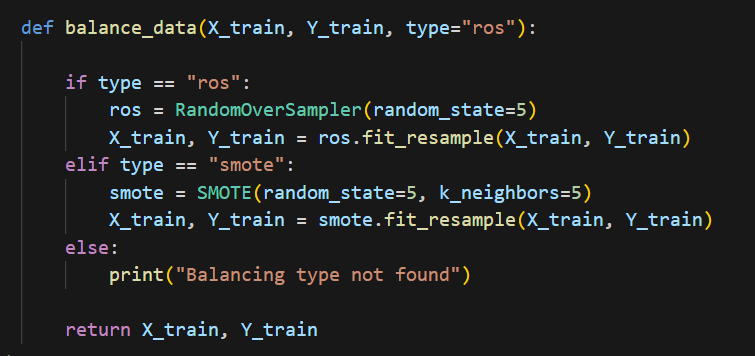 def balance_data(X_train, Y_train, type="ros"):
    if type == "ros":
        ros = RandomOverSampler(random_state=5)
        X_train, Y_train = ros.fit_resample(X_train, Y_train)
    elif type == "smote":
        smote = SMOTE(random_state=5, k_neighbors=5)
        X_train, Y_train = smote.fit_resample(X_train, Y_train)
    else:
        print("Balancing type not found")
    return X_train, Y_train